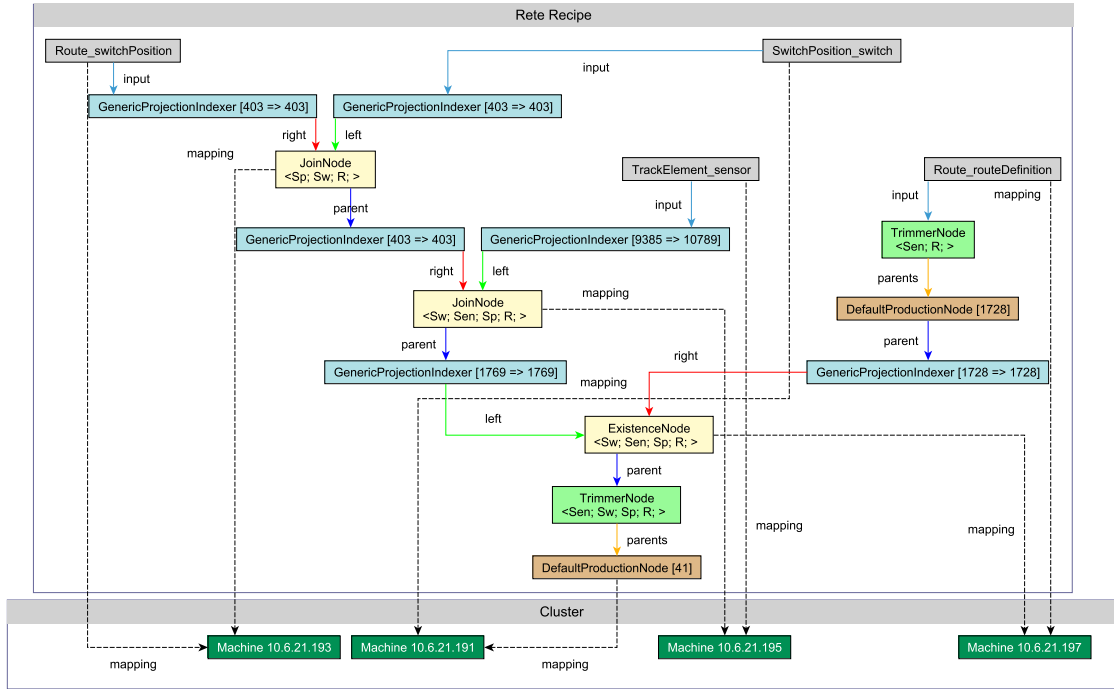 Rete Recipe
Route_switchPosition
SwitchPosition_switch
input
input
GenericProjectionIndexer [403 => 403]
GenericProjectionIndexer [403 => 403]
right
left
mapping
JoinNode
<Sp; Sw; R; >
TrackElement_sensor
Route_routeDefinition
parent
input
input
mapping
GenericProjectionIndexer [403 => 403]
GenericProjectionIndexer [9385 => 10789]
TrimmerNode
<Sen; R; >
right
left
parents
JoinNode
<Sw; Sen; Sp; R; >
mapping
DefaultProductionNode [1728]
parent
parent
right
GenericProjectionIndexer [1769 => 1769]
mapping
GenericProjectionIndexer [1728 => 1728]
left
ExistenceNode
<Sw; Sen; Sp; R; >
parent
TrimmerNode
<Sen; Sw; Sp; R; >
mapping
mapping
parents
DefaultProductionNode [41]
Cluster
Machine 10.6.21.193
Machine 10.6.21.191
Machine 10.6.21.195
Machine 10.6.21.197
mapping
mapping